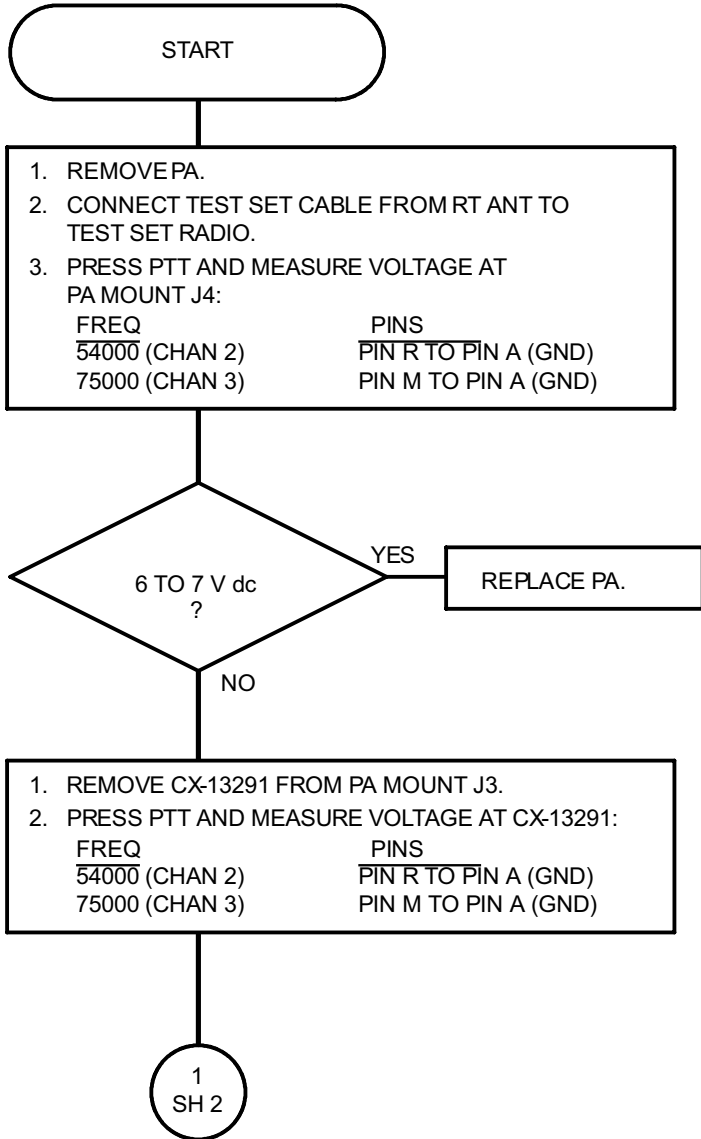 START
1. REMOVE PA.
2. CONNECT TEST SET CABLE FROM RT ANT TO
TEST SET RADIO.
3. PRESS PTT AND MEASURE VOLTAGE AT
PA MOUNT J4:
FREQ PINS
54000 (CHAN 2) PIN R TO PIN A (GND)
75000 (CHAN 3) PIN M TO PIN A (GND)
6 TO 7 V dc
?
YES
REPLACE PA.
NO
1. REMOVE CX-13291 FROM PA MOUNT J3.
2. PRESS PTT AND MEASURE VOLTAGE AT CX-13291:
FREQ PINS
54000 (CHAN 2) PIN R TO PIN A (GND)
75000 (CHAN 3) PIN M TO PIN A (GND)
1
SH 2